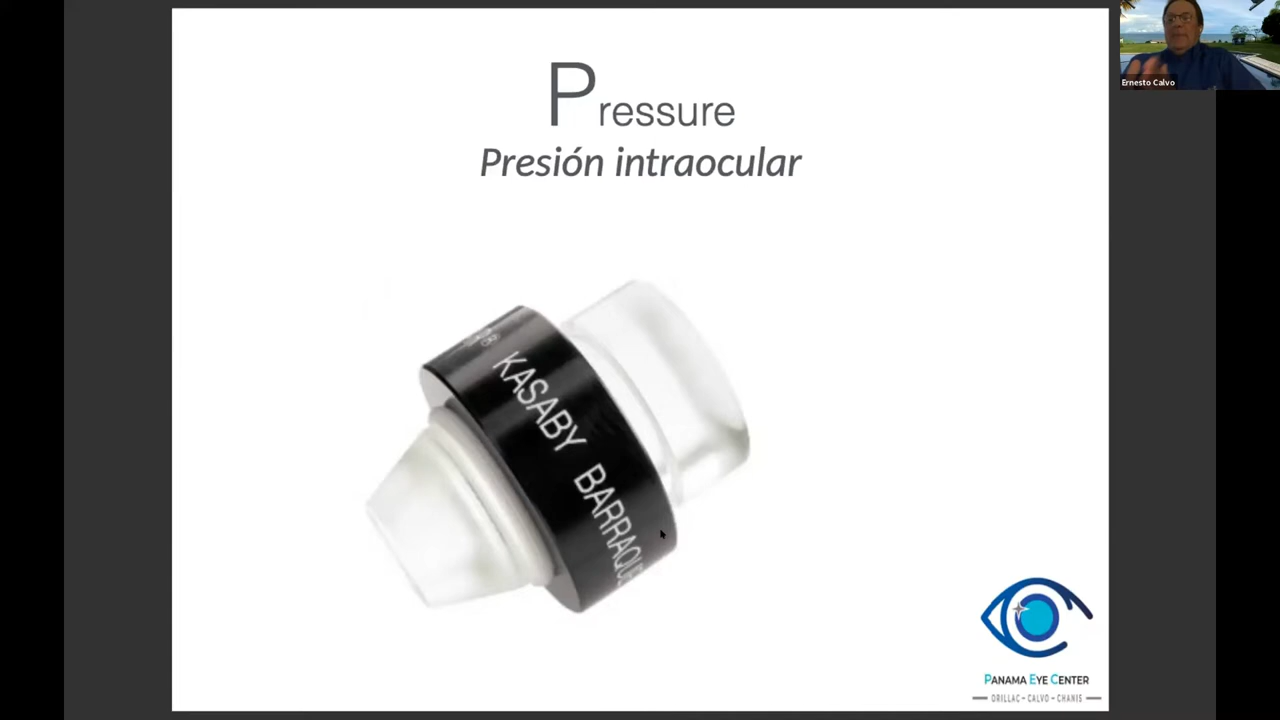 Pressure
Presión intraocular
KASABY BARRAQUE
PANAMA EYE CENTER
ORILLAC - CALVO - CHANIS
Ernesto Calvo